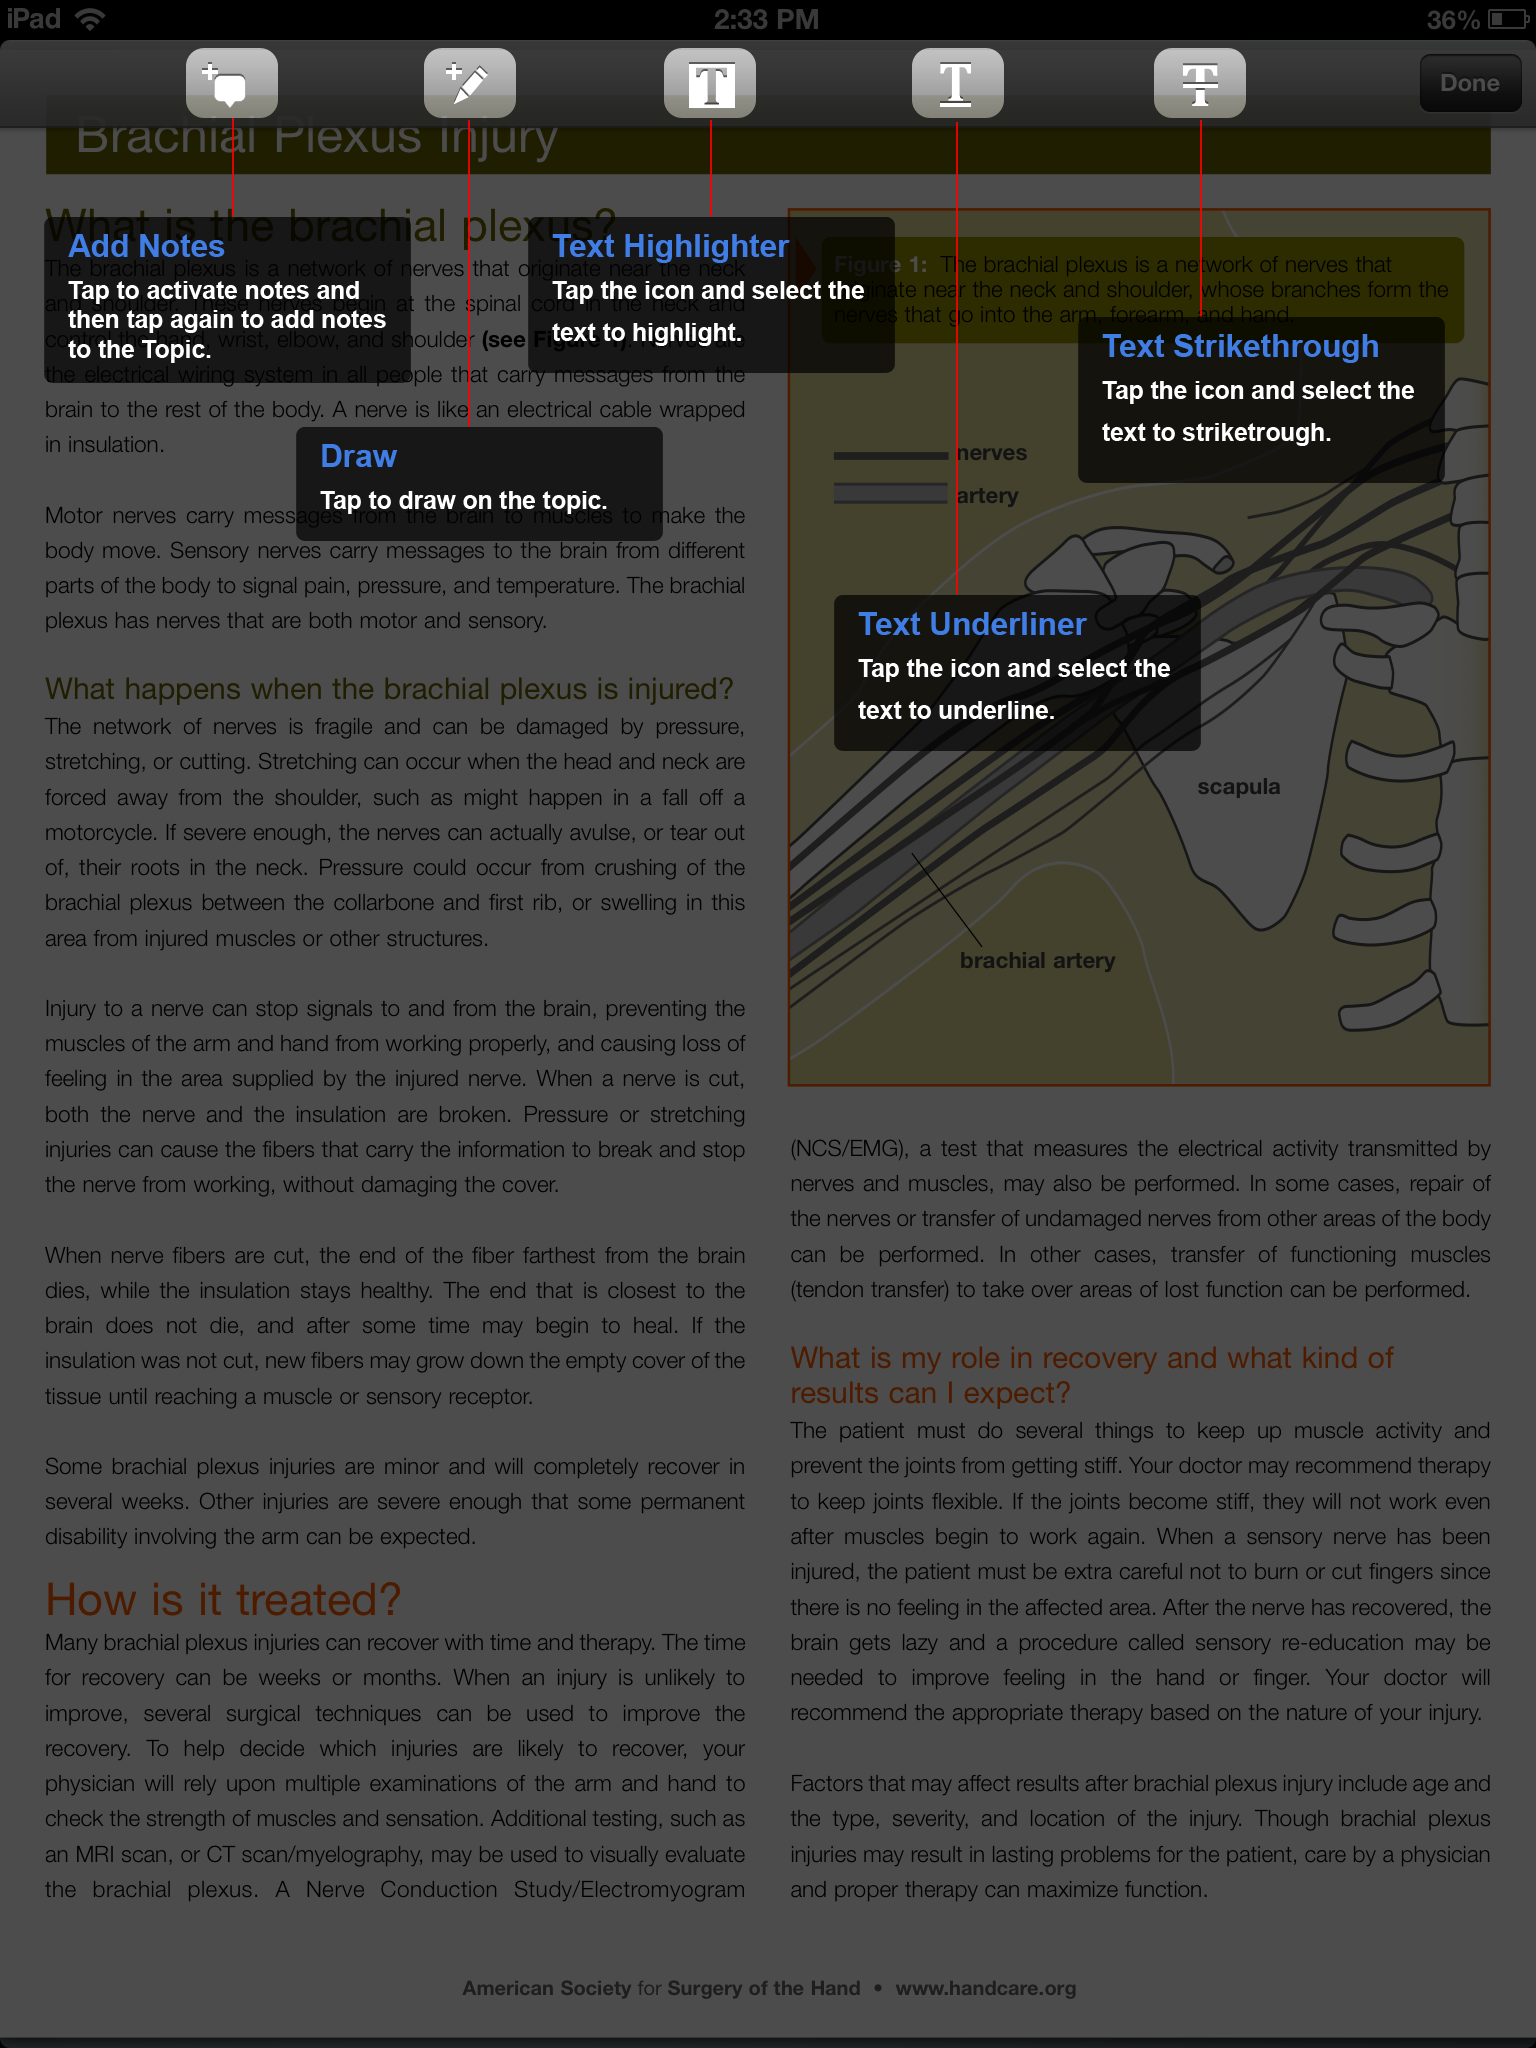 iPad 2:33 PM 36%
Done
Brachial Plexus Injury
What is the brachial plexus?
The brachial plexus is a network of nerves that originate near the neck
and shoulder. These nerves begin at the spinal cord in the neck and
control the hand, wrist, elbow, and shoulder (see Figure 1). Nerves are
the electrical wiring system in all people that carry messages from the
brain to the rest of the body. A nerve is like an electrical cable wrapped
in insulation.
Add Notes
Tap to activate notes and
then tap again to add notes
to the Topic.
Text Highlighter
Tap the icon and select the
text to highlight.
Draw
Tap to draw on the topic.
Motor nerves carry messages from the brain to muscles to make the
body move. Sensory nerves carry messages to the brain from different
parts of the body to signal pain, pressure, and temperature. The brachial
plexus has nerves that are both motor and sensory.
What happens when the brachial plexus is injured?
The network of nerves is fragile and can be damaged by pressure,
stretching, or cutting. Stretching can occur when the head and neck are
forced away from the shoulder, such as might happen in a fall off a
motorcycle. If severe enough, the nerves can actually avulse, or tear out
of, their roots in the neck. Pressure could occur from crushing of the
brachial plexus between the collarbone and first rib, or swelling in this
area from injured muscles or other structures.
Injury to a nerve can stop signals to and from the brain, preventing the
muscles of the arm and hand from working properly, and causing loss of
feeling in the area supplied by the injured nerve. When a nerve is cut,
both the nerve and the insulation are broken. Pressure or stretching
injuries can cause the fibers that carry the information to break and stop
the nerve from working, without damaging the cover.
When nerve fibers are cut, the end of the fiber farthest from the brain
dies, while the insulation stays healthy. The end that is closest to the
brain does not die, and after some time may begin to heal. If the
insulation was not cut, new fibers may grow down the empty cover of the
tissue until reaching a muscle or sensory receptor.
Some brachial plexus injuries are minor and will completely recover in
several weeks. Other injuries are severe enough that some permanent
disability involving the arm can be expected.
How is it treated?
Many brachial plexus injuries can recover with time and therapy. The time
for recovery can be weeks or months. When an injury is unlikely to
improve, several surgical techniques can be used to improve the
recovery. To help decide which injuries are likely to recover, your
physician will rely upon multiple examinations of the arm and hand to
check the strength of muscles and sensation. Additional testing, such as
an MRI scan, or CT scan/myelography, may be used to visually evaluate
the brachial plexus. A Nerve Conduction Study/Electromyogram
Figure 1: The brachial plexus is a network of nerves that
originate near the neck and shoulder, whose branches form the
nerves that go into the arm, forearm, and hand.
Text Strikethrough
Tap the icon and select the
text to striketrough.
nerves
artery
Text Underliner
Tap the icon and select the
text to underline.
scapula
brachial artery
(NCS/EMG), a test that measures the electrical activity transmitted by
nerves and muscles, may also be performed. In some cases, repair of
the nerves or transfer of undamaged nerves from other areas of the body
can be performed. In other cases, transfer of functioning muscles
(tendon transfer) to take over areas of lost function can be performed.
What is my role in recovery and what kind of
results can I expect?
The patient must do several things to keep up muscle activity and
prevent the joints from getting stiff. Your doctor may recommend therapy
to keep joints flexible. If the joints become stiff, they will not work even
after muscles begin to work again. When a sensory nerve has been
injured, the patient must be extra careful not to burn or cut fingers since
there is no feeling in the affected area. After the nerve has recovered, the
brain gets lazy and a procedure called sensory re-education may be
needed to improve feeling in the hand or finger. Your doctor will
recommend the appropriate therapy based on the nature of your injury.
Factors that may affect results after brachial plexus injury include age and
the type, severity, and location of the injury. Though brachial plexus
injuries may result in lasting problems for the patient, care by a physician
and proper therapy can maximize function.
American Society for Surgery of the Hand • www.handcare.org